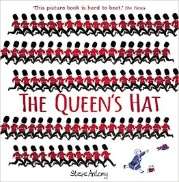 'This picture book is hard to beat.' The Times
THE QUEEN'S HAT
Steve Antony